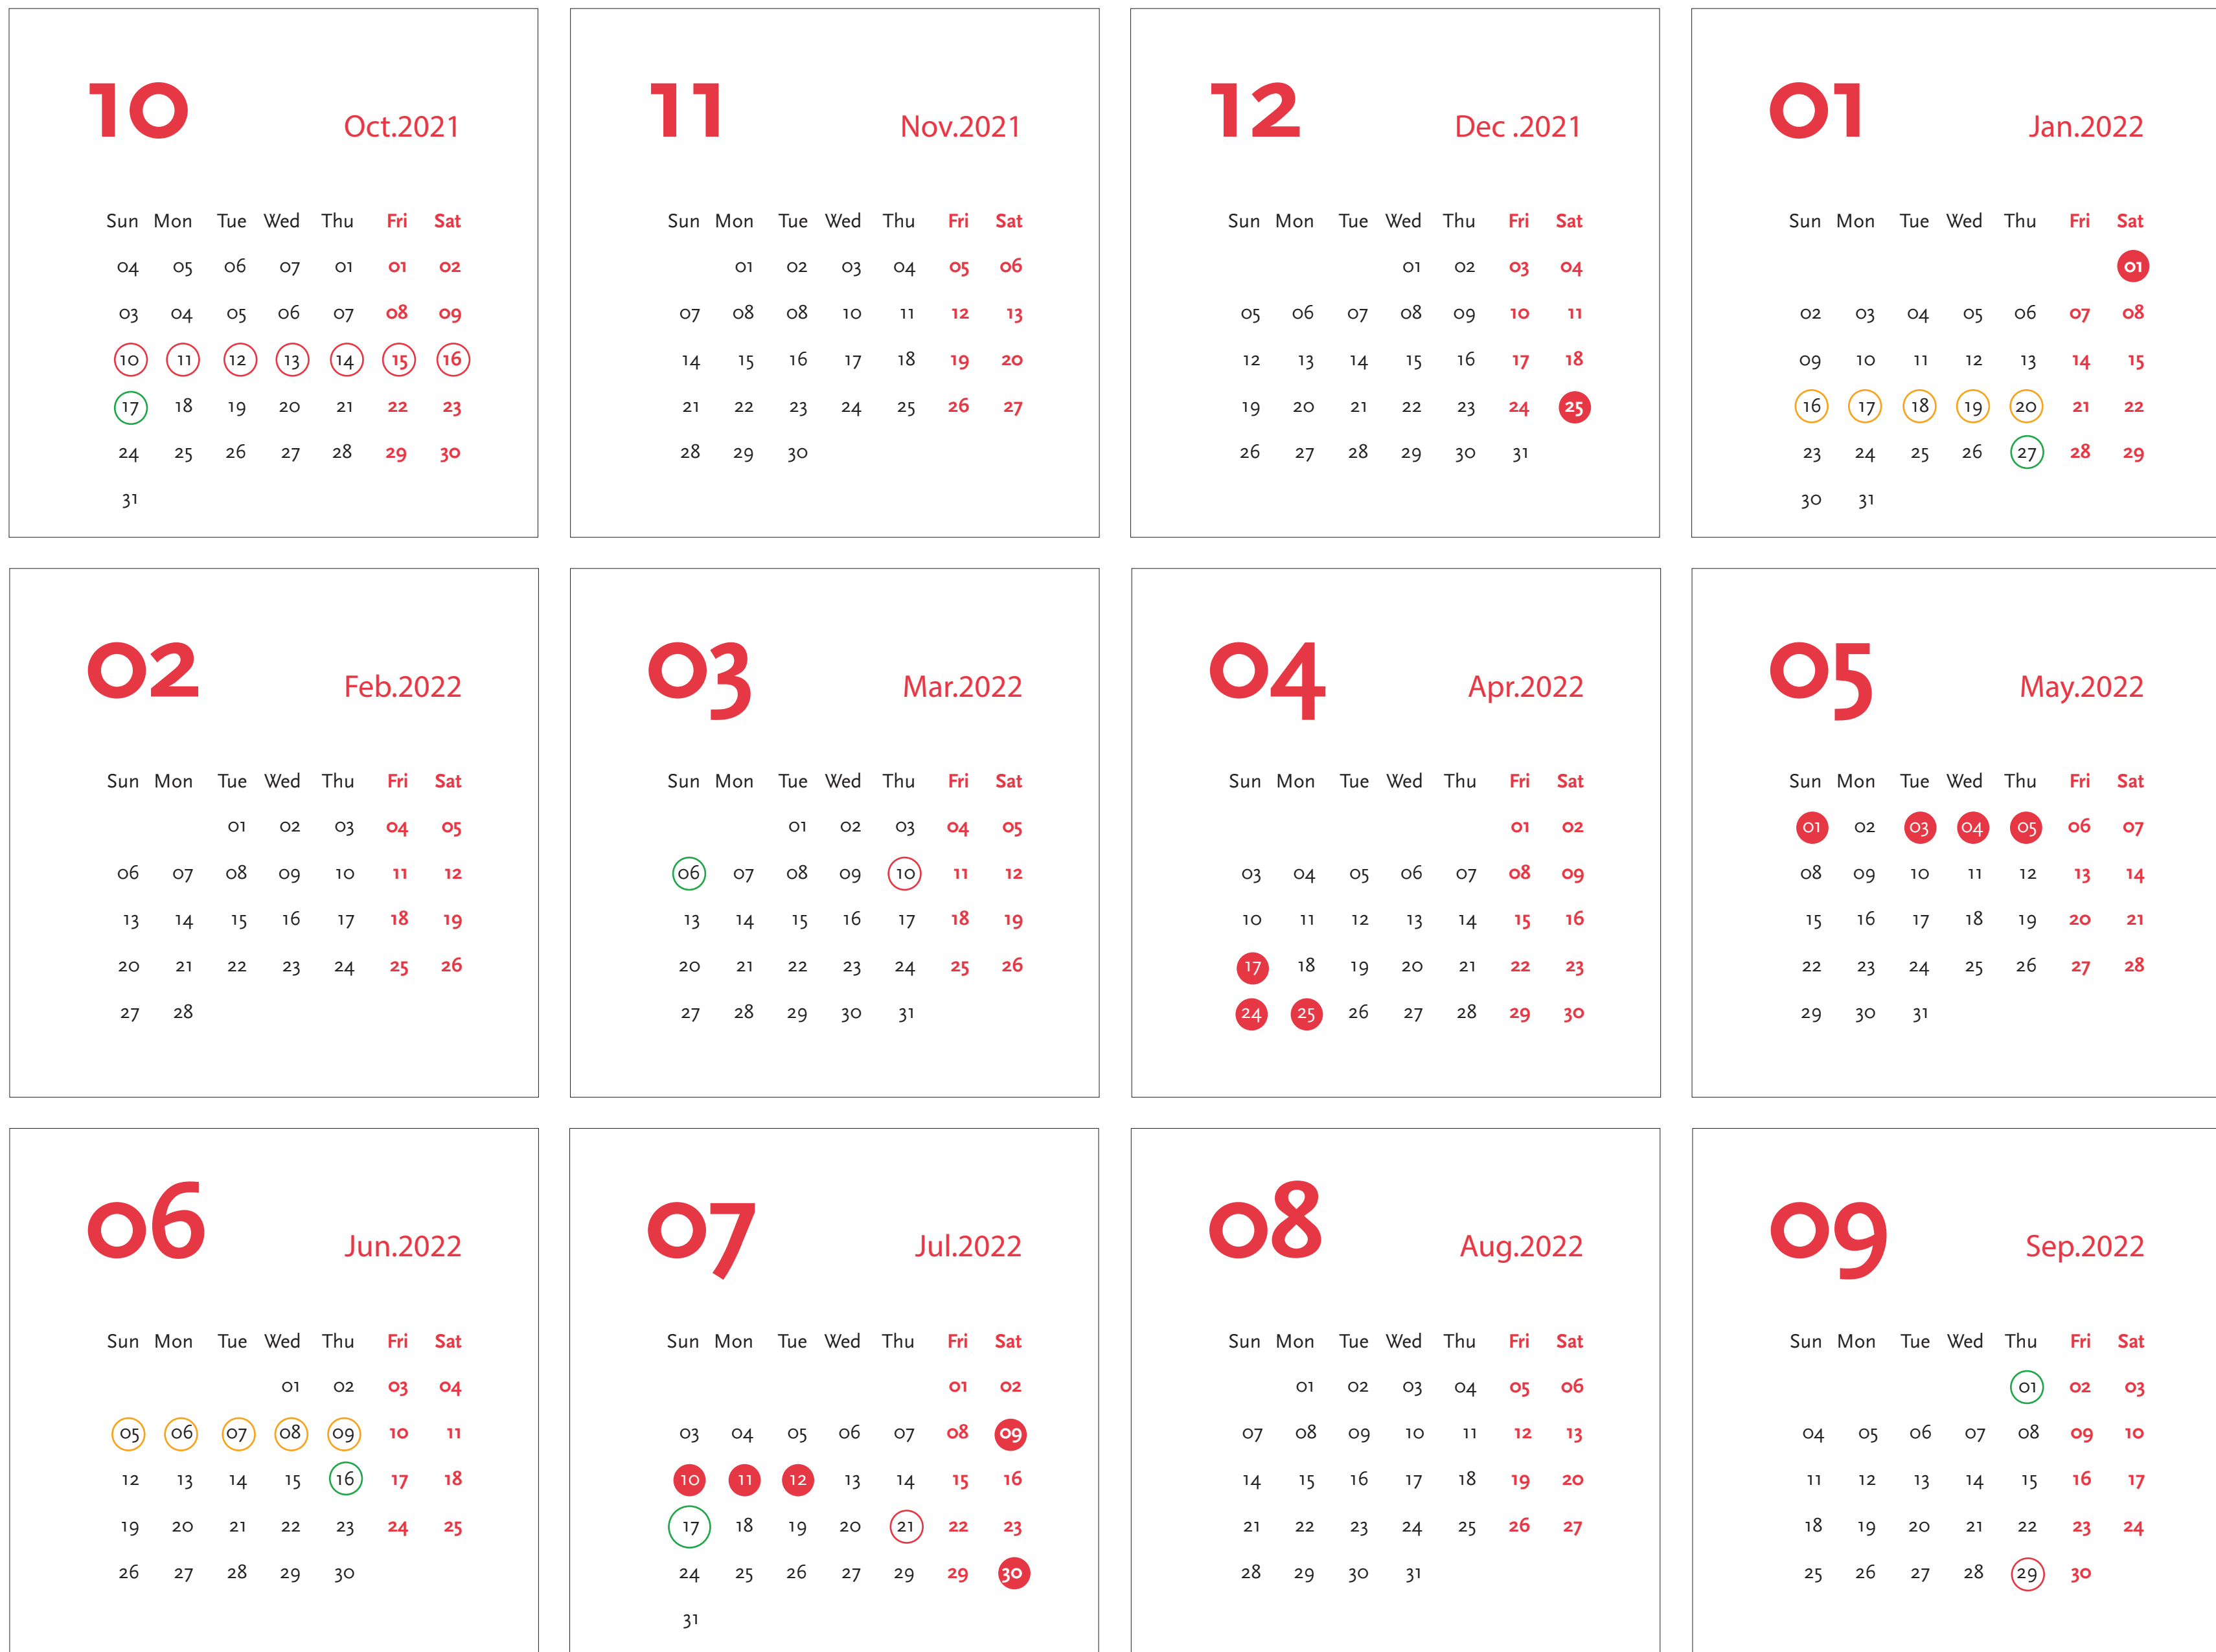 10 Oct.2021
Sun Mon Tue Wed Thu Fri Sat
04 05 06 07 01 01 02
03 04 05 06 07 08 09
10 11 12 13 14 15 16
17 18 19 20 21 22 23
24 25 26 27 28 29 30
31
11 Nov.2021
Sun Mon Tue Wed Thu Fri Sat
01 02 03 04 05 06
07 08 08 10 11 12 13
14 15 16 17 18 19 20
21 22 23 24 25 26 27
28 29 30
12 Dec .2021
Sun Mon Tue Wed Thu Fri Sat
01 02 03 04
05 06 07 08 09 10 11
12 13 14 15 16 17 18
19 20 21 22 23 24 25
26 27 28 29 30 31
01 Jan.2022
Sun Mon Tue Wed Thu Fri Sat
01
02 03 04 05 06 07 08
09 10 11 12 13 14 15
16 17 18 19 20 21 22
23 24 25 26 27 28 29
30 31
02 Feb.2022
Sun Mon Tue Wed Thu Fri Sat
01 02 03 04 05
06 07 08 09 10 11 12
13 14 15 16 17 18 19
20 21 22 23 24 25 26
27 28
03 Mar.2022
Sun Mon Tue Wed Thu Fri Sat
01 02 03 04 05
06 07 08 09 10 11 12
13 14 15 16 17 18 19
20 21 22 23 24 25 26
27 28 29 30 31
04 Apr.2022
Sun Mon Tue Wed Thu Fri Sat
01 02
03 04 05 06 07 08 09
10 11 12 13 14 15 16
17 18 19 20 21 22 23
24 25 26 27 28 29 30
05 May.2022
Sun Mon Tue Wed Thu Fri Sat
01 02 03 04 05 06 07
08 09 10 11 12 13 14
15 16 17 18 19 20 21
22 23 24 25 26 27 28
29 30 31
06 Jun.2022
Sun Mon Tue Wed Thu Fri Sat
01 02 03 04
05 06 07 08 09 10 11
12 13 14 15 16 17 18
19 20 21 22 23 24 25
26 27 28 29 30
07 Jul.2022
Sun Mon Tue Wed Thu Fri Sat
01 02
03 04 05 06 07 08 09
10 11 12 13 14 15 16
17 18 19 20 21 22 23
24 25 26 27 29 29 30
31
08 Aug.2022
Sun Mon Tue Wed Thu Fri Sat
01 02 03 04 05 06
07 08 09 10 11 12 13
14 15 16 17 18 19 20
21 22 23 24 25 26 27
28 29 30 31
09 Sep.2022
Sun Mon Tue Wed Thu Fri Sat
01 02 03
04 05 06 07 08 09 10
11 12 13 14 15 16 17
18 19 20 21 22 23 24
25 26 27 28 29 30